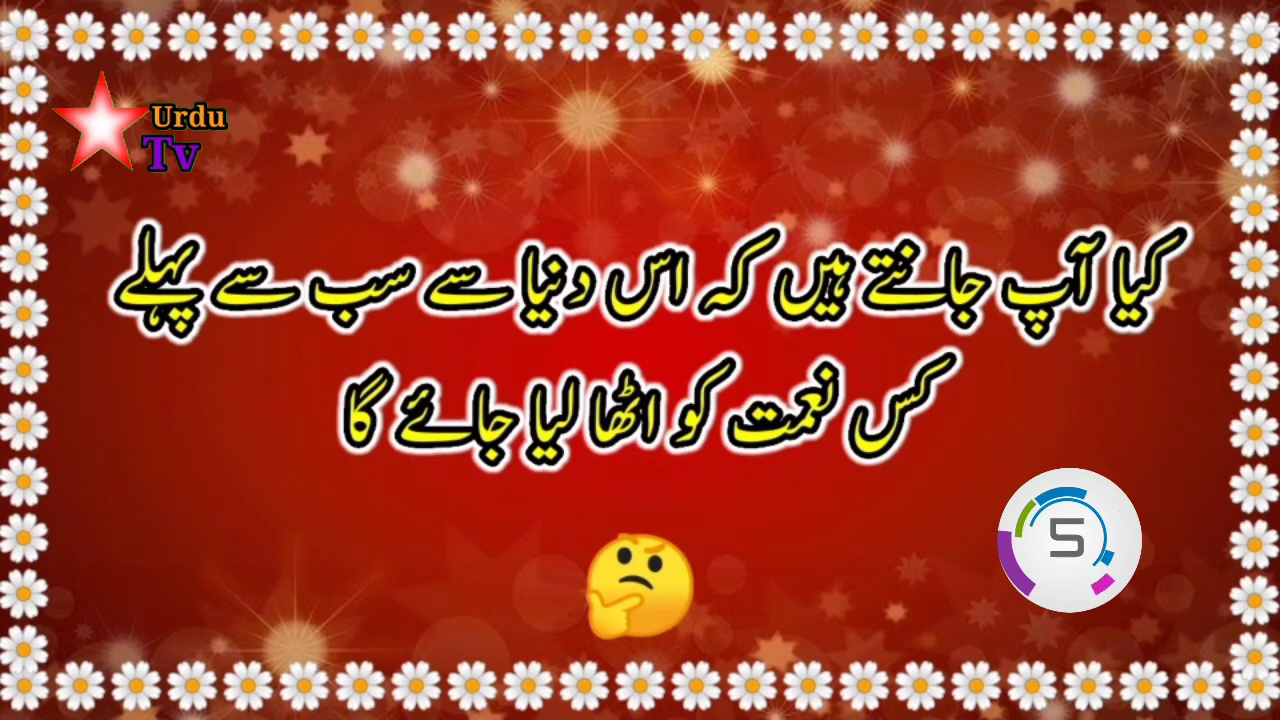 Urdu
Tv
کیا آپ جانتے ہیں کہ اس دنیا سے سب سے پہلے
کس نعمت کو اٹھا لیا جائے گا
5